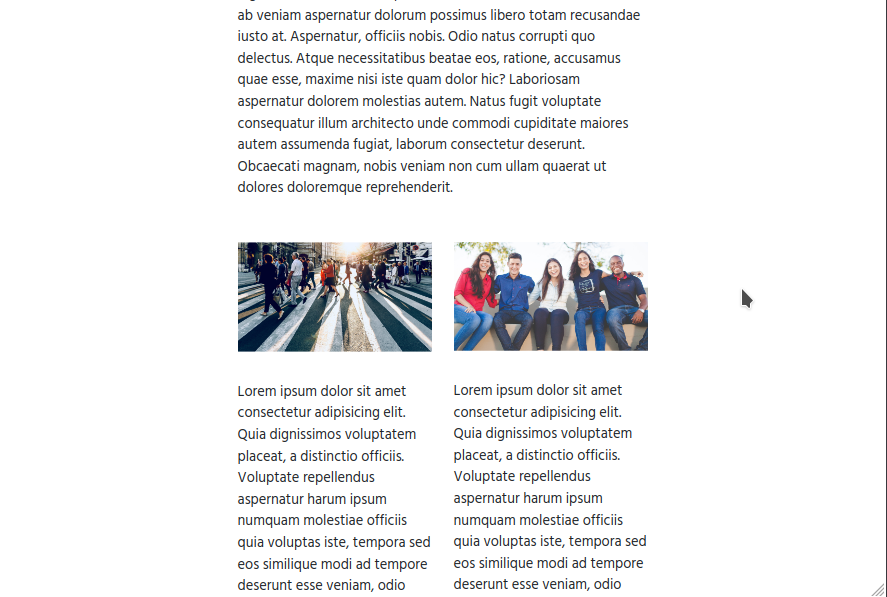 ab veniam aspernatur dolorum possimus libero totam recusandae
iusto at. Aspernatur, officiis nobis. Odio natus corrupti quo
delectus. Atque necessitatibus beatae eos, ratione, accusamus
quae esse, maxime nisi iste quam dolor hic? Laboriosam
aspernatur dolorem molestias autem. Natus fugit voluptate
consequatur illum architecto unde commodi cupiditate maiores
autem assumenda fugiat, laborum consectetur deserunt.
Obcaecati magnam, nobis veniam non cum ullam quaerat ut
dolores doloremque reprehenderit.
Lorem ipsum dolor sit amet
consectetur adipisicing elit.
Quia dignissimos voluptatem
placeat, a distinctio officiis.
Voluptate repellendus
aspernatur harum ipsum
numquam molestiae officiis
quia voluptas iste, tempora sed
eos similique modi ad tempore
deserunt esse veniam, odio
Lorem ipsum dolor sit amet
consectetur adipisicing elit.
Quia dignissimos voluptatem
placeat, a distinctio officiis.
Voluptate repellendus
aspernatur harum ipsum
numquam molestiae officiis
quia voluptas iste, tempora sed
eos similique modi ad tempore
deserunt esse veniam, odio